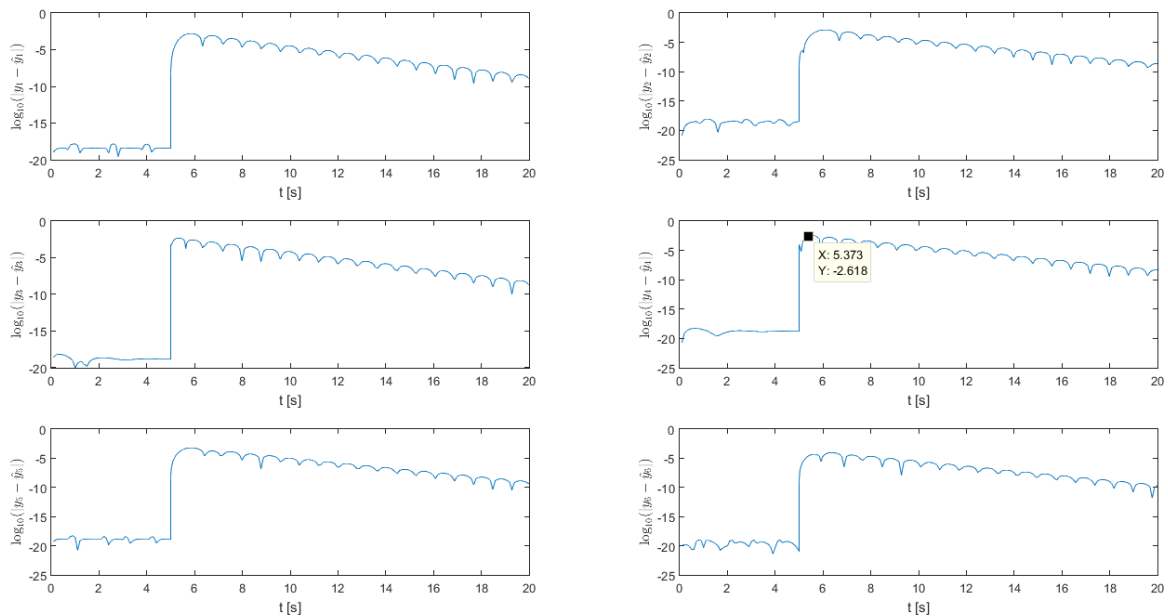 0
-5
-10
-15
-20
0 2 4 6 8 10 12 14 16 18 20
t [s]
log₁₀(|y₁ − ŷ₁|)
0
-5
-10
-15
-20
-25
0 2 4 6 8 10 12 14 16 18 20
t [s]
log₁₀(|y₂ − ŷ₂|)
0
-5
-10
-15
-20
0 2 4 6 8 10 12 14 16 18 20
t [s]
log₁₀(|y₃ − ŷ₃|)
0
-5
-10
-15
-20
-25
0 2 4 6 8 10 12 14 16 18 20
t [s]
log₁₀(|y₄ − ŷ₄|)
X: 5.373
Y: -2.618
0
-5
-10
-15
-20
-25
0 2 4 6 8 10 12 14 16 18 20
t [s]
log₁₀(|y₅ − ŷ₅|)
0
-5
-10
-15
-20
-25
0 2 4 6 8 10 12 14 16 18 20
t [s]
log₁₀(|y₆ − ŷ₆|)